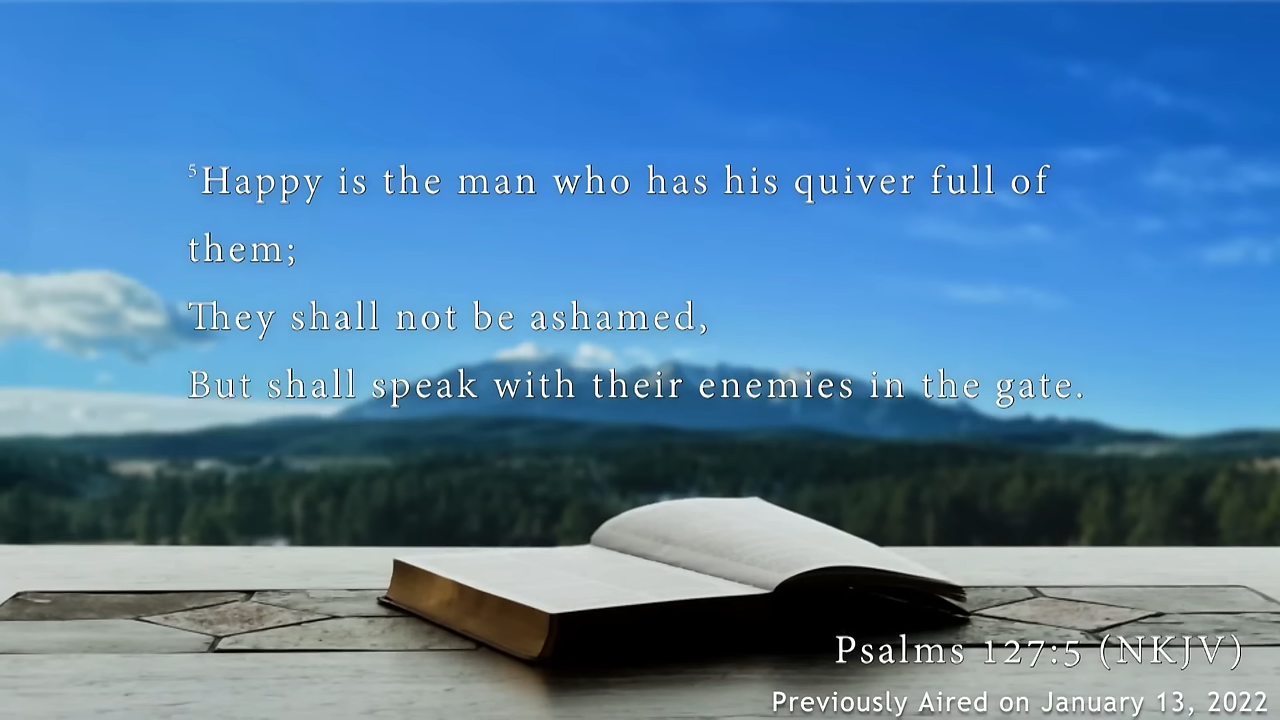 ⁵Happy is the man who has his quiver full of
them;
They shall not be ashamed,
But shall speak with their enemies in the gate.
Psalms 127:5 (NKJV)
Previously Aired on January 13, 2022